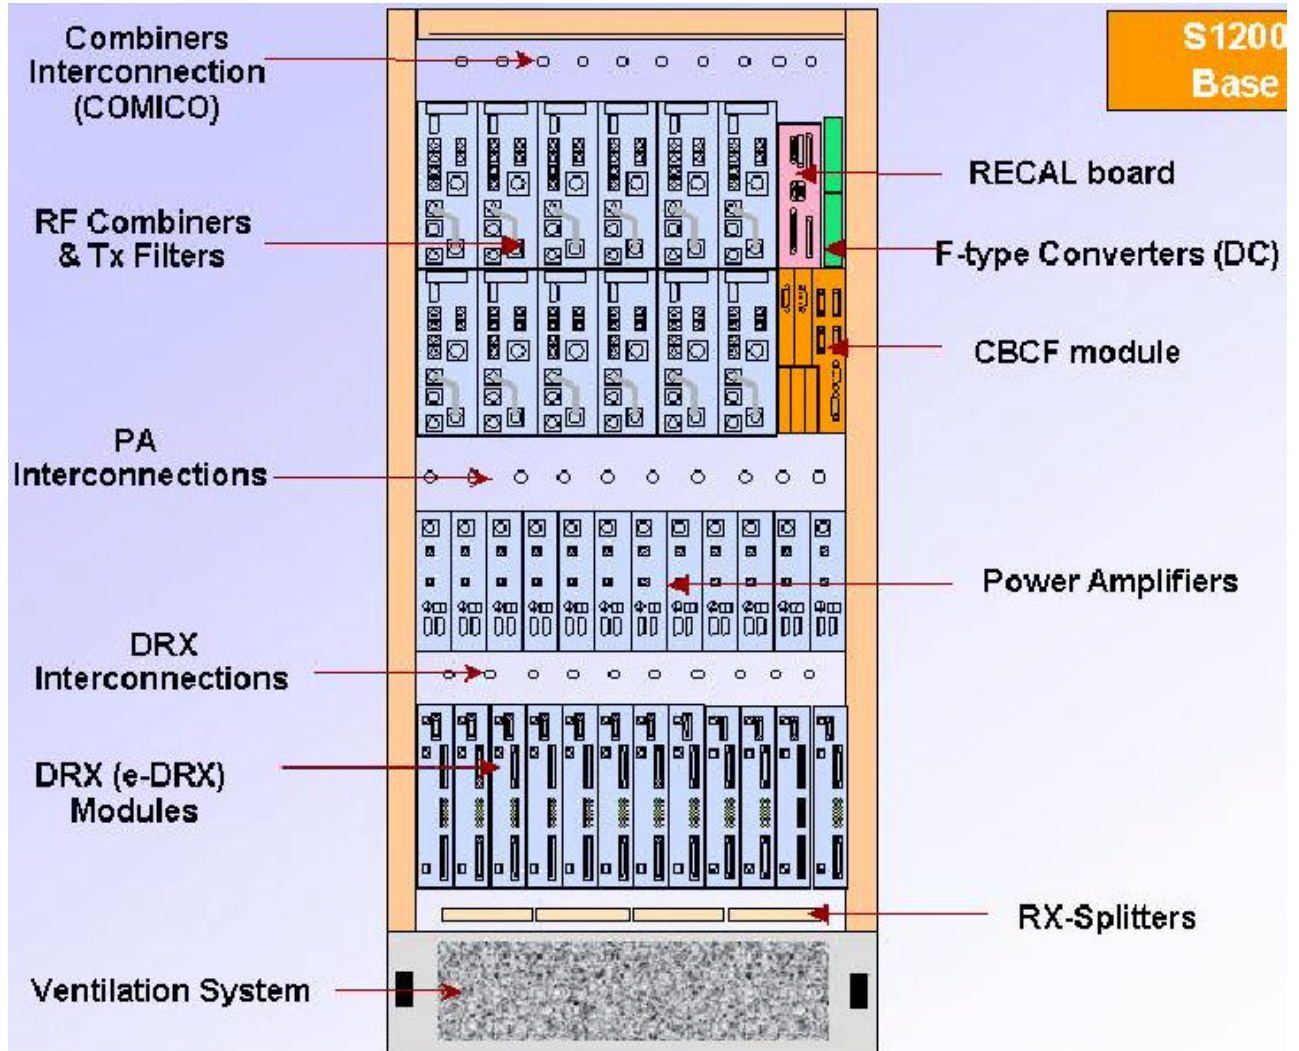 Combiners
Interconnection
(COMICO)
S1200
Base
RECAL board
RF Combiners
& Tx Filters
F-type Converters (DC)
CBCF module
PA
Interconnections
Power Amplifiers
DRX
Interconnections
DRX (e-DRX)
Modules
RX-Splitters
Ventilation System